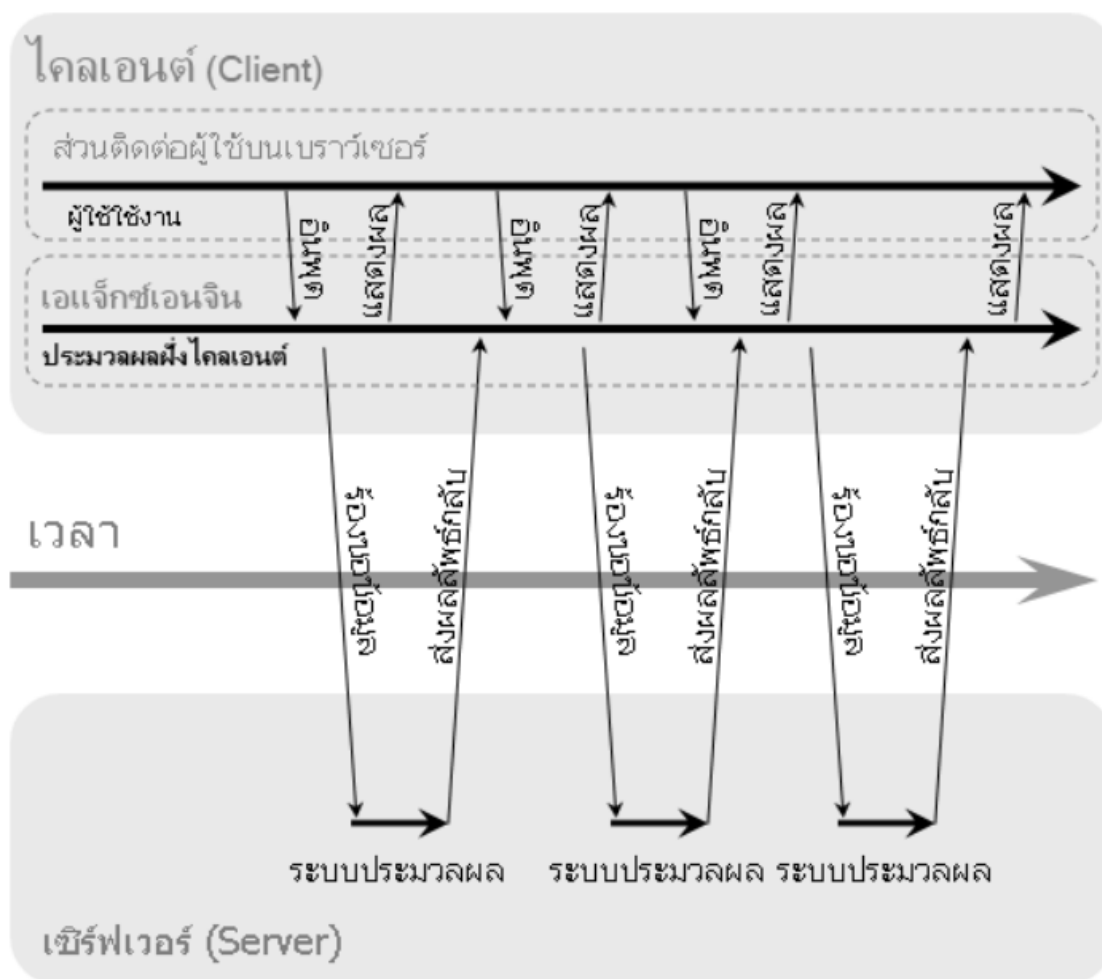 ไคลเอนต์ (Client)
ส่วนติดต่อผู้ใช้บนเบราว์เซอร์
ผู้ใช้ใช้งาน
อินพุต
แสดงผล
อินพุต
แสดงผล
อินพุต
แสดงผล
แสดงผล
เอแจ็กซ์เอนจิน
ประมวลผลฝั่งไคลเอนต์
เวลา
ร้องขอข้อมูล
ส่งผลลัพธ์กลับ
ร้องขอข้อมูล
ส่งผลลัพธ์กลับ
ร้องขอข้อมูล
ส่งผลลัพธ์กลับ
ระบบประมวลผล
ระบบประมวลผล
ระบบประมวลผล
เซิร์ฟเวอร์ (Server)